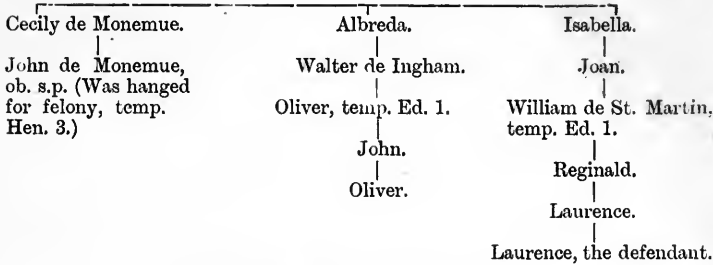 Cecily de Monemue.
John de Monemue,
ob. s.p. (Was hanged
for felony, temp.
Hen. 3.)
Albreda.
Walter de Ingham.
Oliver, temp. Ed. 1.
John.
Oliver.
Isabella.
Joan.
William de St. Martin,
temp. Ed. 1.
Reginald.
Laurence.
Laurence, the defendant.